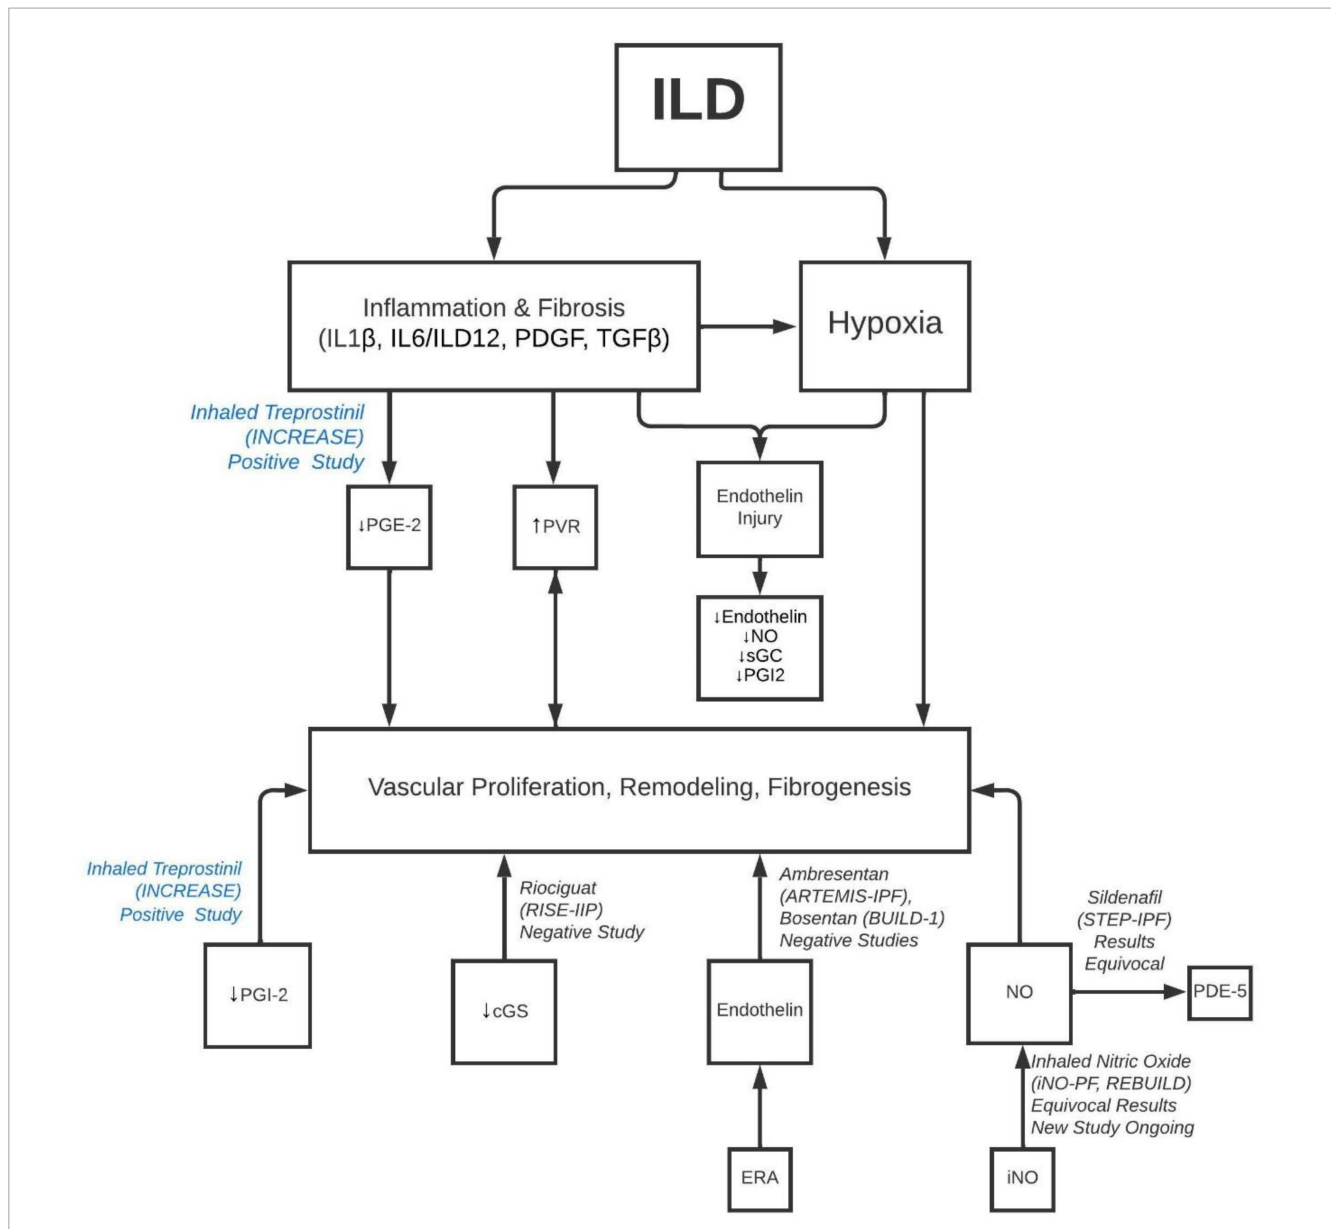 ILD
Inflammation & Fibrosis
(IL1β, IL6/ILD12, PDGF, TGFβ)
Hypoxia
Inhaled Treprostinil
(INCREASE)
Positive Study
↓PGE-2
↑PVR
Endothelin
Injury
↓Endothelin
↓NO
↓sGC
↓PGI2
Vascular Proliferation, Remodeling, Fibrogenesis
Inhaled Treprostinil
(INCREASE)
Positive Study
Riociguat
(RISE-IIP)
Negative Study
Ambresentan
(ARTEMIS-IPF),
Bosentan (BUILD-1)
Negative Studies
Sildenafil
(STEP-IPF)
Results
Equivocal
↓PGI-2
↓cGS
Endothelin
NO
PDE-5
Inhaled Nitric Oxide
(iNO-PF, REBUILD)
Equivocal Results
New Study Ongoing
ERA
iNO